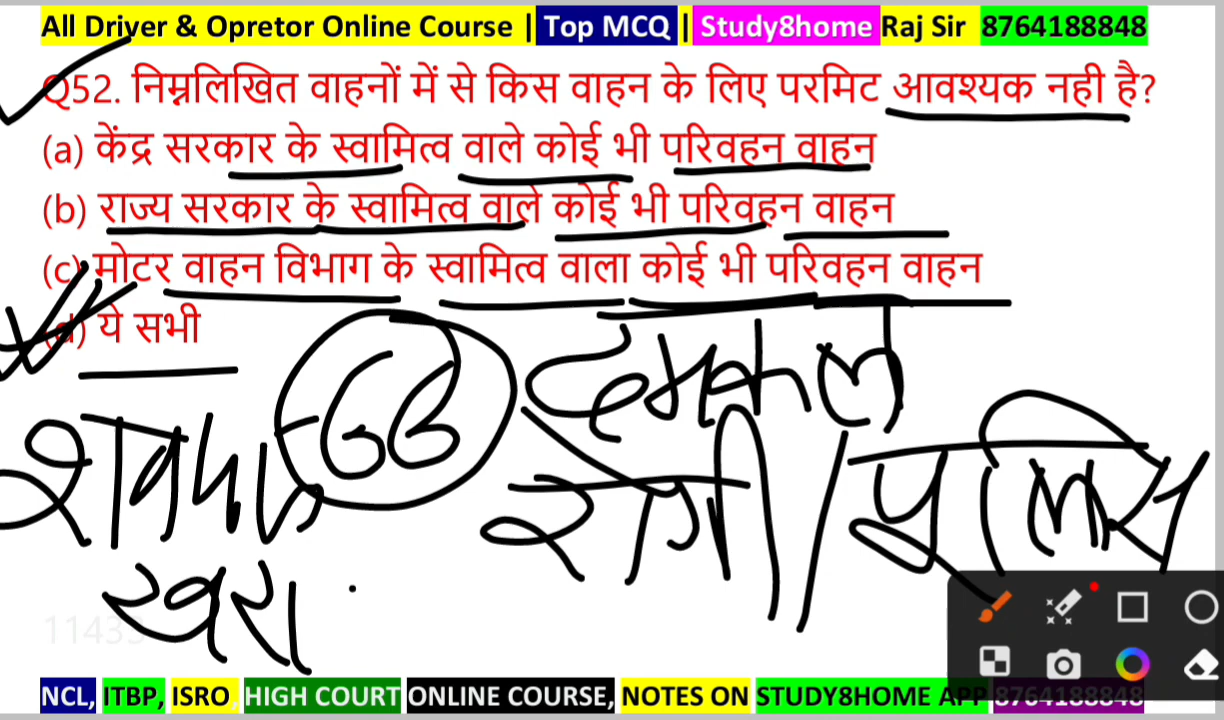 All Driver & Opretor Online Course | Top MCQ | Study8home Raj Sir 8764188848
Q52. निम्नलिखित वाहनों में से किस वाहन के लिए परमिट आवश्यक नही है?
(a) केंद्र सरकार के स्वामित्व वाले कोई भी परिवहन वाहन
(b) राज्य सरकार के स्वामित्व वाले कोई भी परिवहन वाहन
(c) मोटर वाहन विभाग के स्वामित्व वाला कोई भी परिवहन वाहन
(d) ये सभी
66 दमकल
पुलिस
NCL, ITBP, ISRO, HIGH COURT ONLINE COURSE, NOTES ON STUDY8HOME APP 8764188848